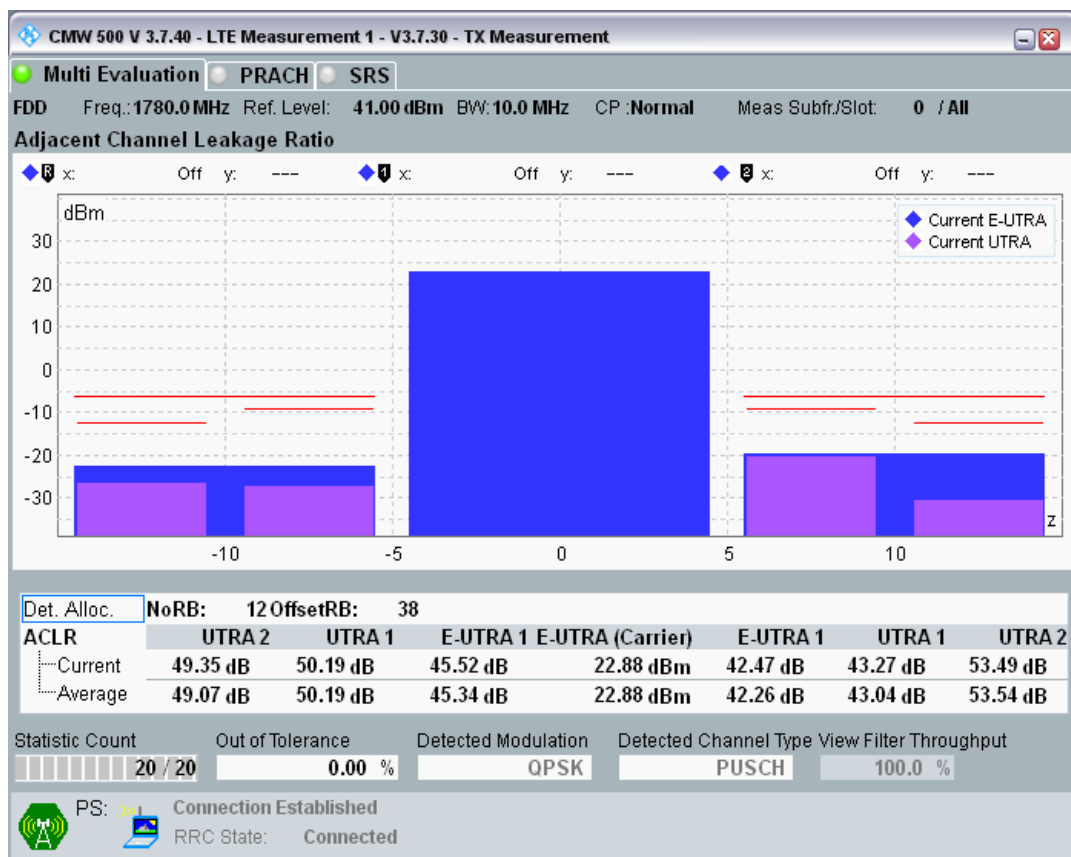 CMW 500 V 3.7.40 - LTE Measurement 1 - V3.7.30 - TX Measurement
Multi Evaluation PRACH SRS
FDD Freq.: 1780.0 MHz Ref. Level: 41.00 dBm BW: 10.0 MHz CP :Normal Meas Subfr./Slot: 0 / All
Adjacent Channel Leakage Ratio
R x: Off y: --- 1 x: Off y: --- 2 x: Off y: ---
dBm
Current E-UTRA
Current UTRA
30
20
10
0
-10
-20
-30
z
-10 -5 0 5 10
Det. Alloc. NoRB: 12 OffsetRB: 38
ACLR UTRA 2 UTRA 1 E-UTRA 1 E-UTRA (Carrier) E-UTRA 1 UTRA 1 UTRA 2
Current 49.35 dB 50.19 dB 45.52 dB 22.88 dBm 42.47 dB 43.27 dB 53.49 dB
Average 49.07 dB 50.19 dB 45.34 dB 22.88 dBm 42.26 dB 43.04 dB 53.54 dB
Statistic Count Out of Tolerance Detected Modulation Detected Channel Type View Filter Throughput
20 / 20 0.00 % QPSK PUSCH 100.0 %
PS: Connection Established
RRC State: Connected